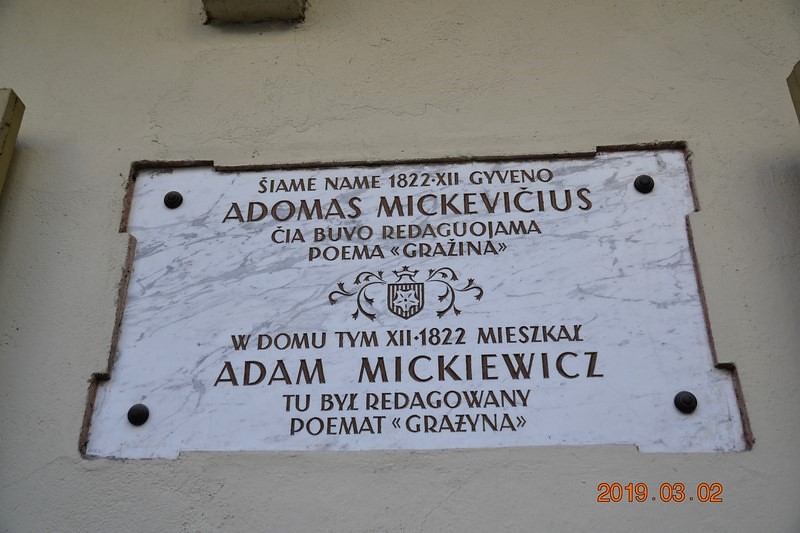 ŠIAME NAME 1822·XII GYVENO
ADOMAS MICKEVIČIUS
ČIA BUVO REDAGUOJAMA
POEMA «GRAŽINA»
W DOMU TYM XII·1822 MIESZKAŁ
ADAM MICKIEWICZ
TU BYŁ REDAGOWANY
POEMAT «GRAŻYNA»
2019.03.02